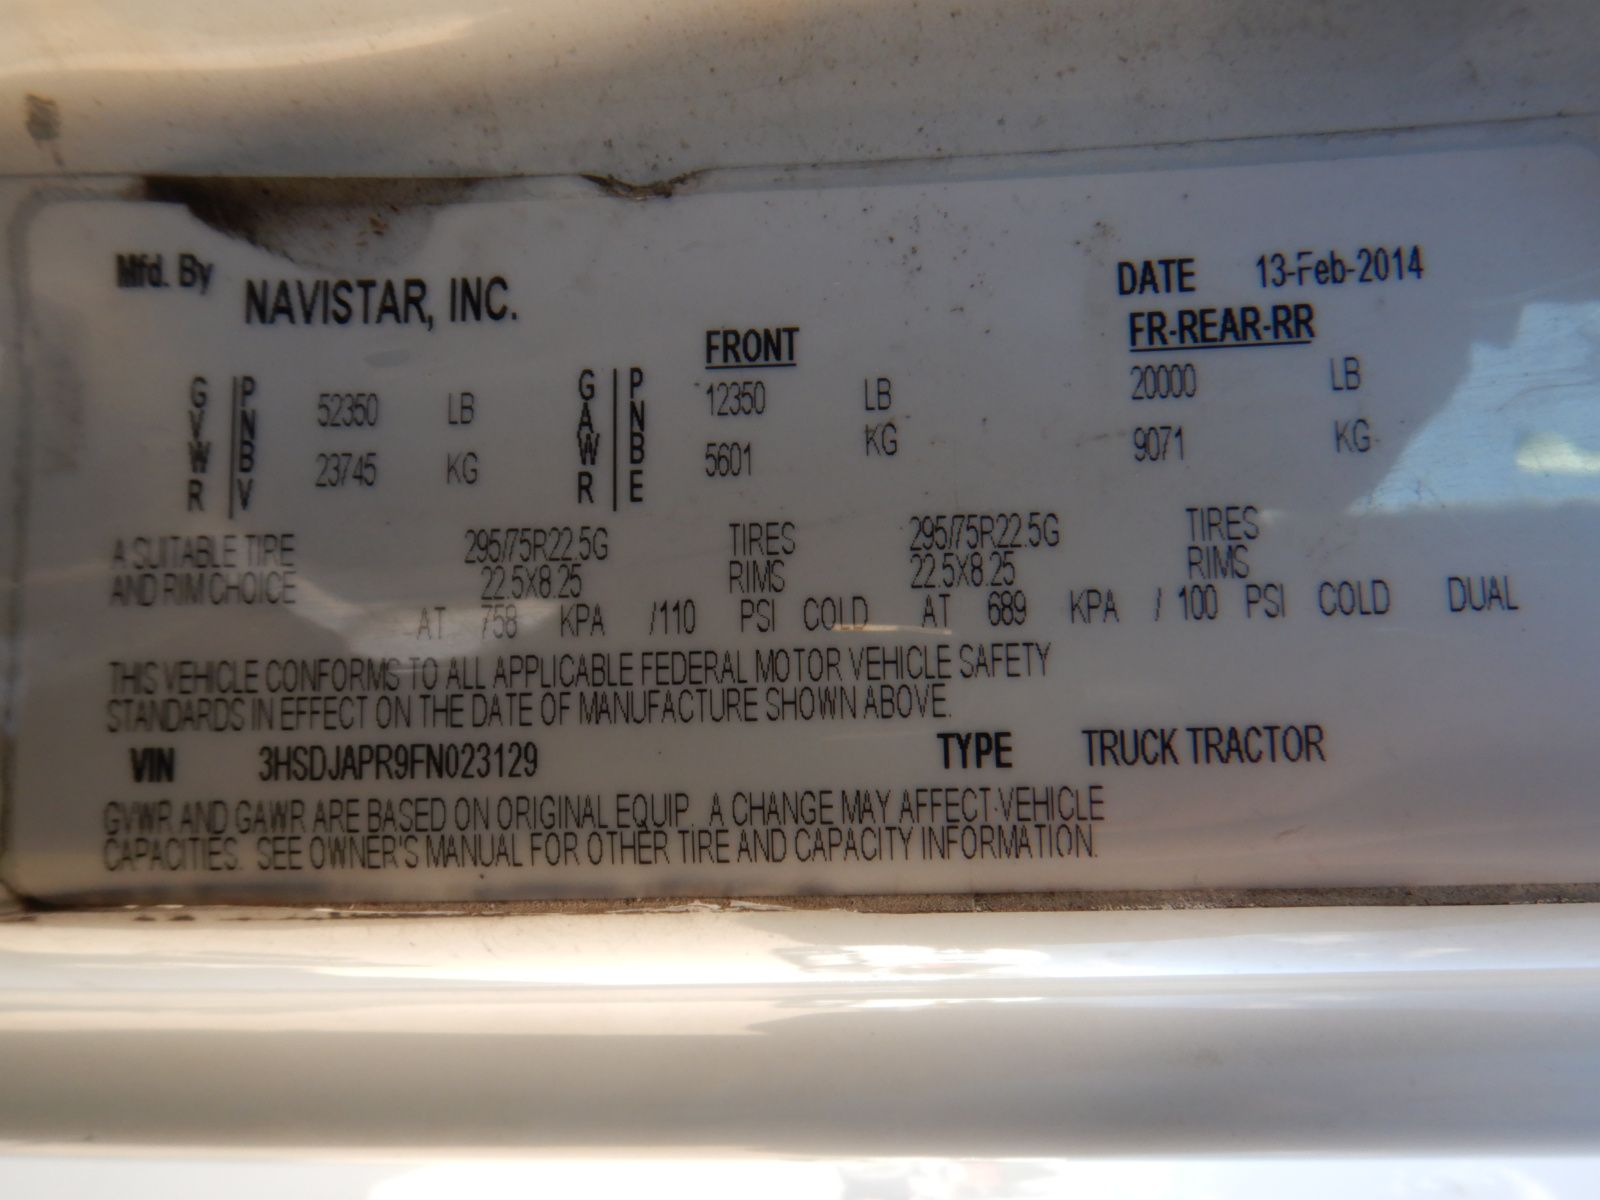 Mfd. By NAVISTAR, INC. DATE 13-Feb-2014
FRONT FR-REAR-RR
GVWR PNBV 52350 LB GAWR PNBE 12350 LB 20000 LB
23745 KG 5601 KG 9071 KG
A SUITABLE TIRE 295/75R22.5G TIRES 295/75R22.5G TIRES
AND RIM CHOICE 22.5X8.25 RIMS 22.5X8.25 RIMS
AT 758 KPA /110 PSI COLD AT 689 KPA / 100 PSI COLD DUAL
THIS VEHICLE CONFORMS TO ALL APPLICABLE FEDERAL MOTOR VEHICLE SAFETY
STANDARDS IN EFFECT ON THE DATE OF MANUFACTURE SHOWN ABOVE.
VIN 3HSDJAPR9FN023129 TYPE TRUCK TRACTOR
GVWR AND GAWR ARE BASED ON ORIGINAL EQUIP. A CHANGE MAY AFFECT VEHICLE
CAPACITIES. SEE OWNER'S MANUAL FOR OTHER TIRE AND CAPACITY INFORMATION.